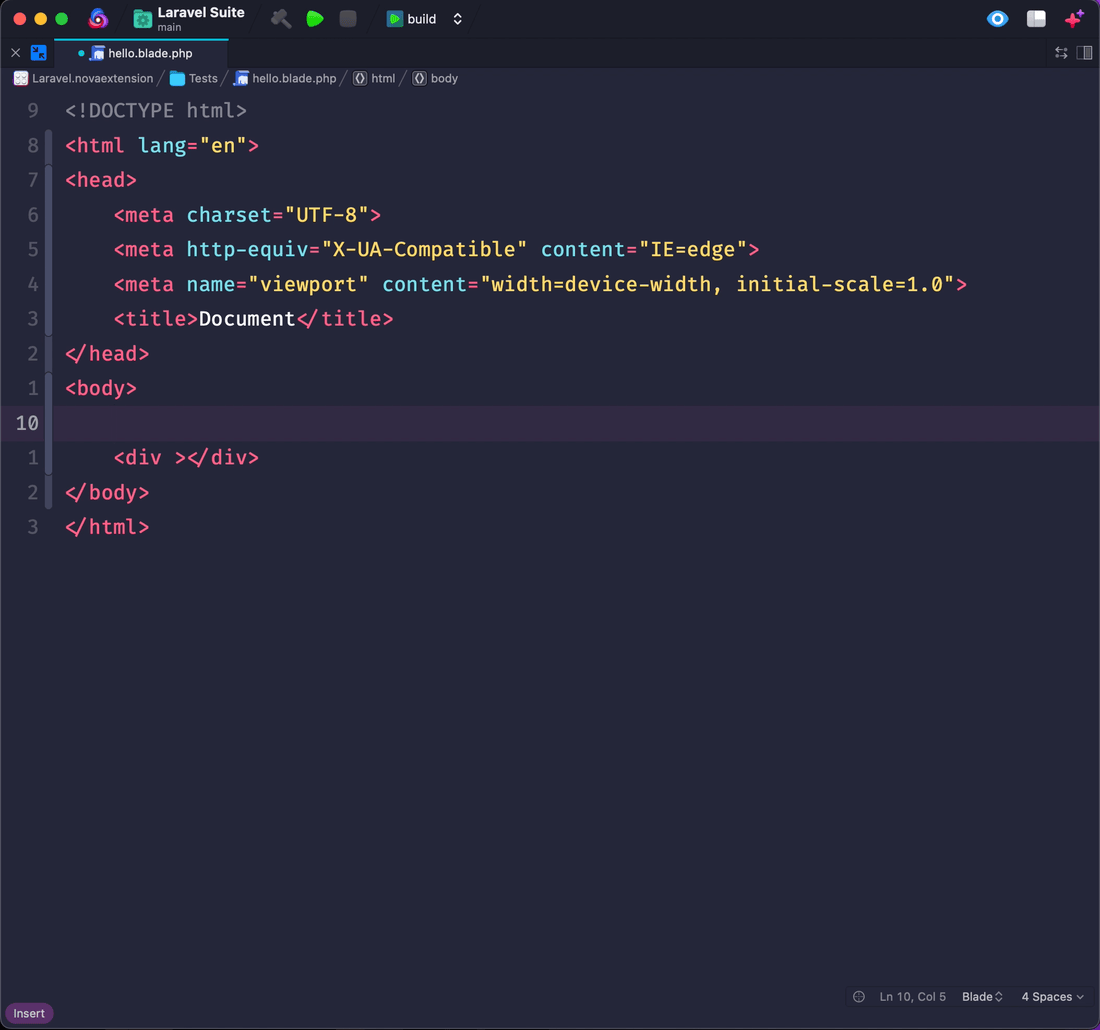 Laravel Suite
main
build
hello.blade.php
Laravel.novaextension / Tests / hello.blade.php / html / body
9 <!DOCTYPE html>
8 <html lang="en">
7 <head>
6     <meta charset="UTF-8">
5     <meta http-equiv="X-UA-Compatible" content="IE=edge">
4     <meta name="viewport" content="width=device-width, initial-scale=1.0">
3     <title>Document</title>
2 </head>
1 <body>
10
1     <div ></div>
2 </body>
3 </html>
Ln 10, Col 5 Blade 4 Spaces
Insert